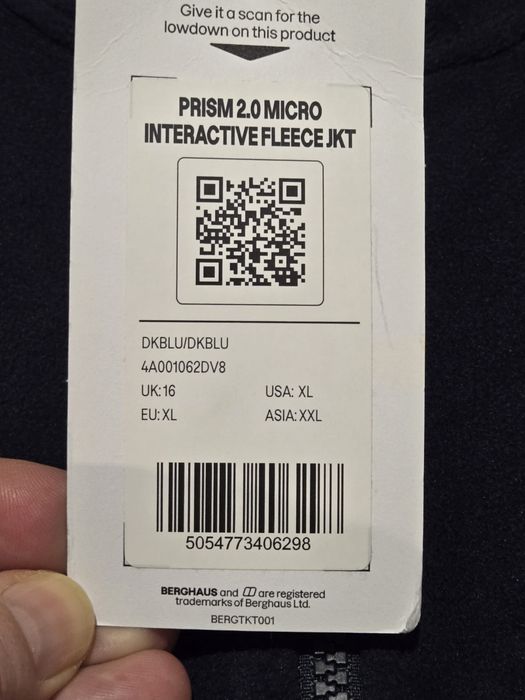 Give it a scan for the
lowdown on this product
PRISM 2.0 MICRO
INTERACTIVE FLEECE JKT
DKBLU/DKBLU
4A001062DV8
UK: 16 USA: XL
EU: XL ASIA: XXL
5054773406298
BERGHAUS and are registered
trademarks of Berghaus Ltd.
BERGTKT001